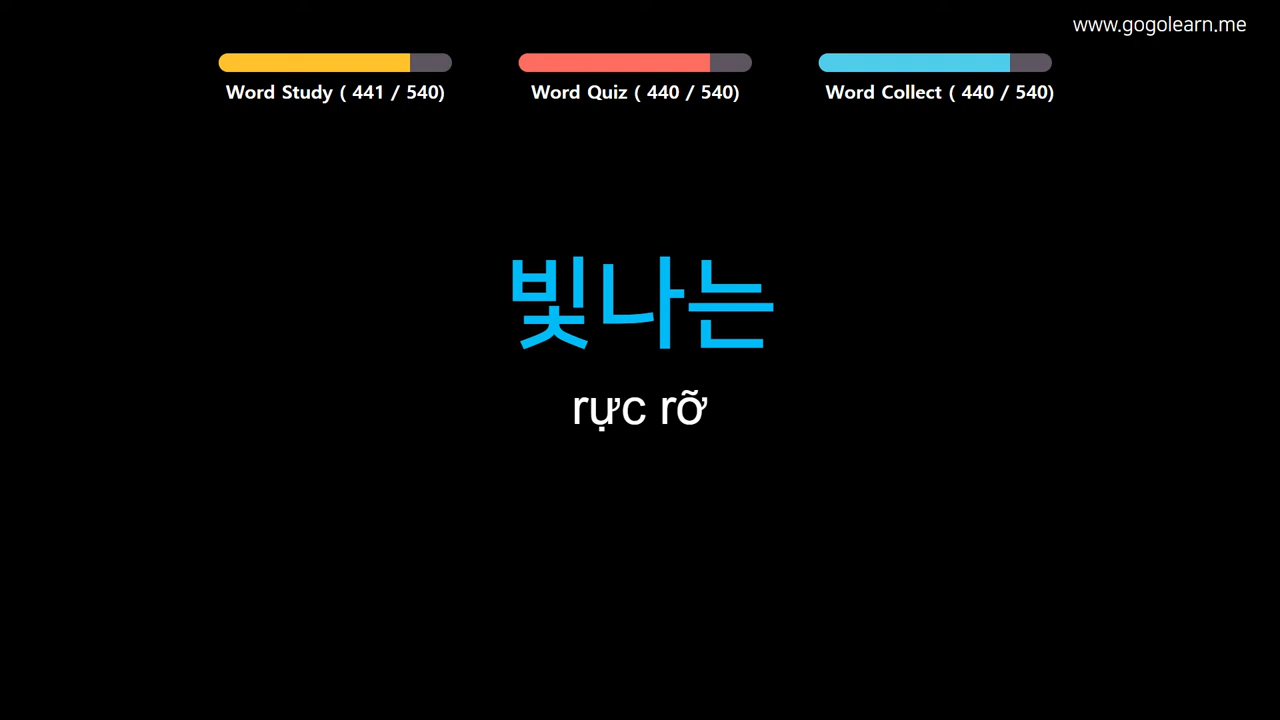 www.gogolearn.me
Word Study ( 441 / 540)
Word Quiz ( 440 / 540)
Word Collect ( 440 / 540)
빛나는
rực rỡ